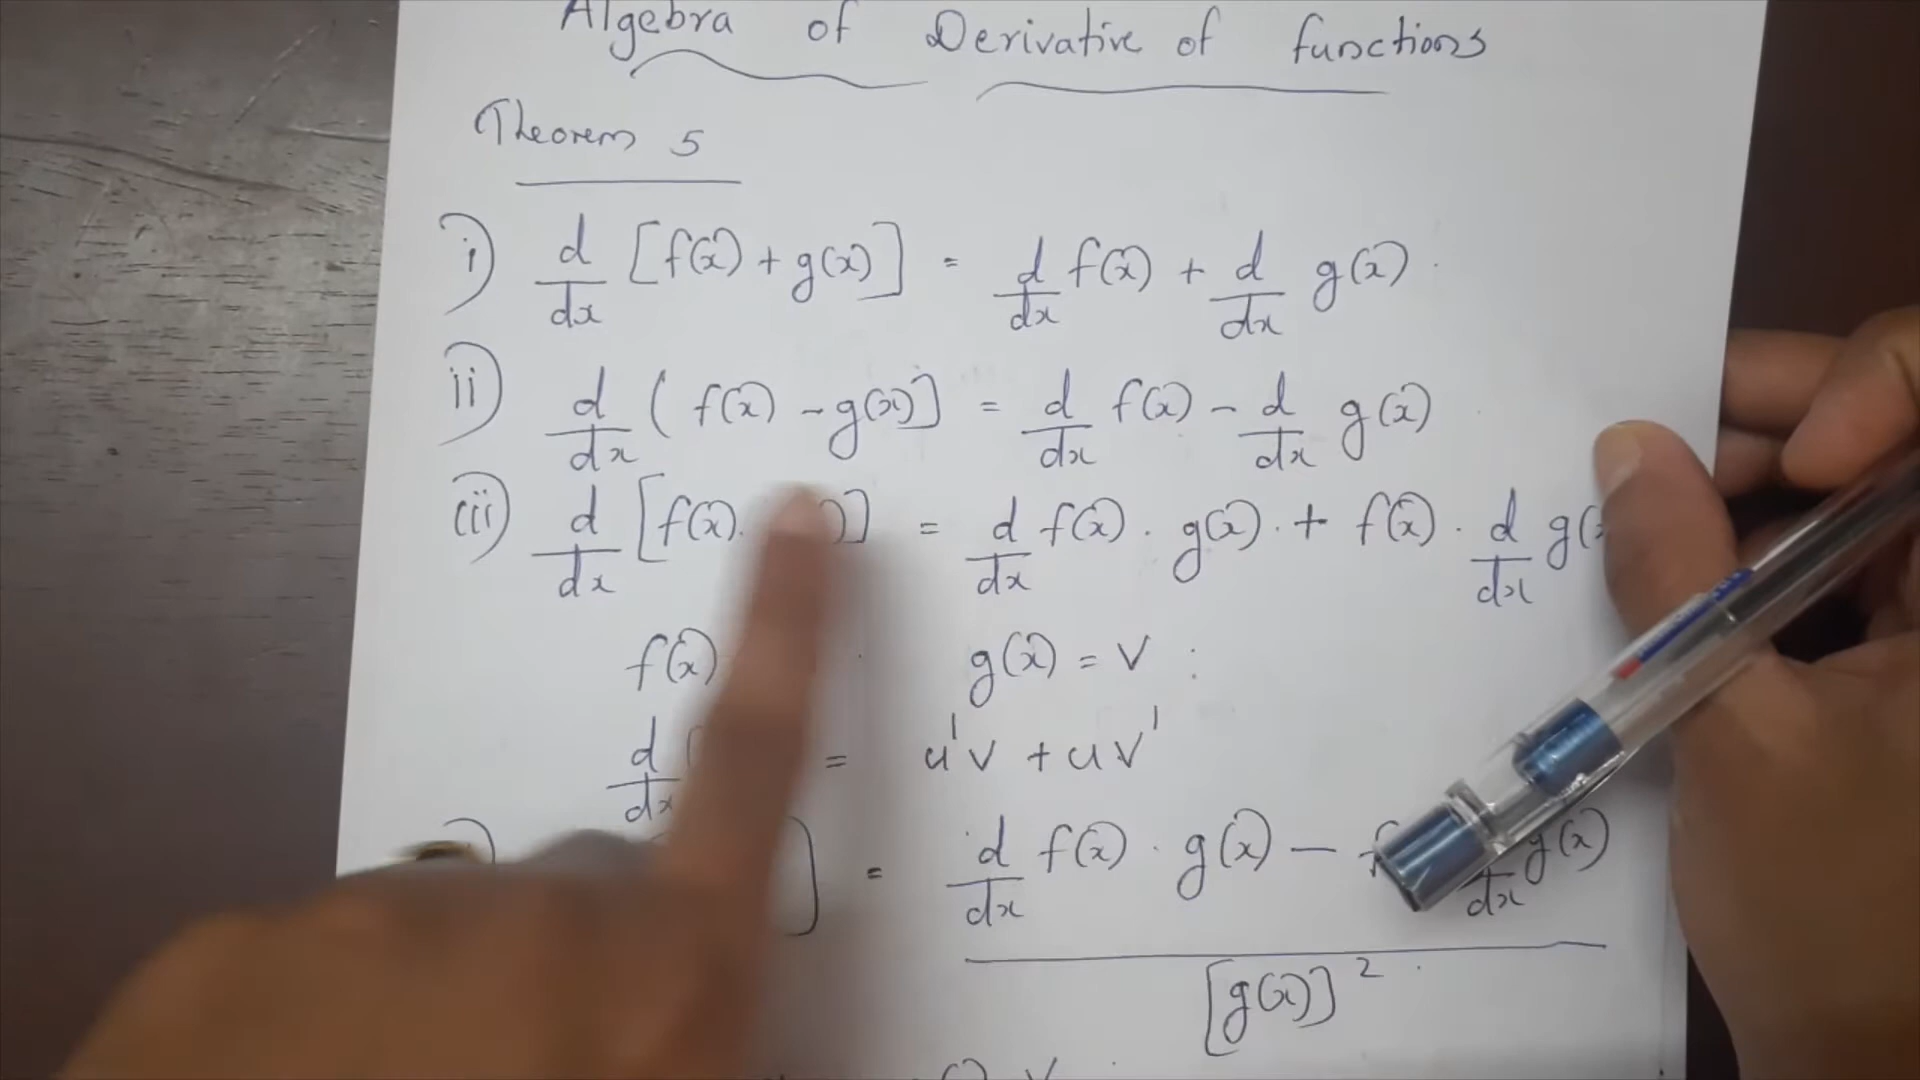 Algebra of Derivative of functions
Theorem 5
i) d/dx [f(x) + g(x)] = d/dx f(x) + d/dx g(x)
ii) d/dx ( f(x) - g(x)] = d/dx f(x) - d/dx g(x)
iii) d/dx [f(x). )] = d/dx f(x) . g(x) . + f(x) . d/dx g(
f(x) g(x) = v :
d/dx = u'v + uv'
] = d/dx f(x) . g(x) - f dx g(x)
[g(x)]²